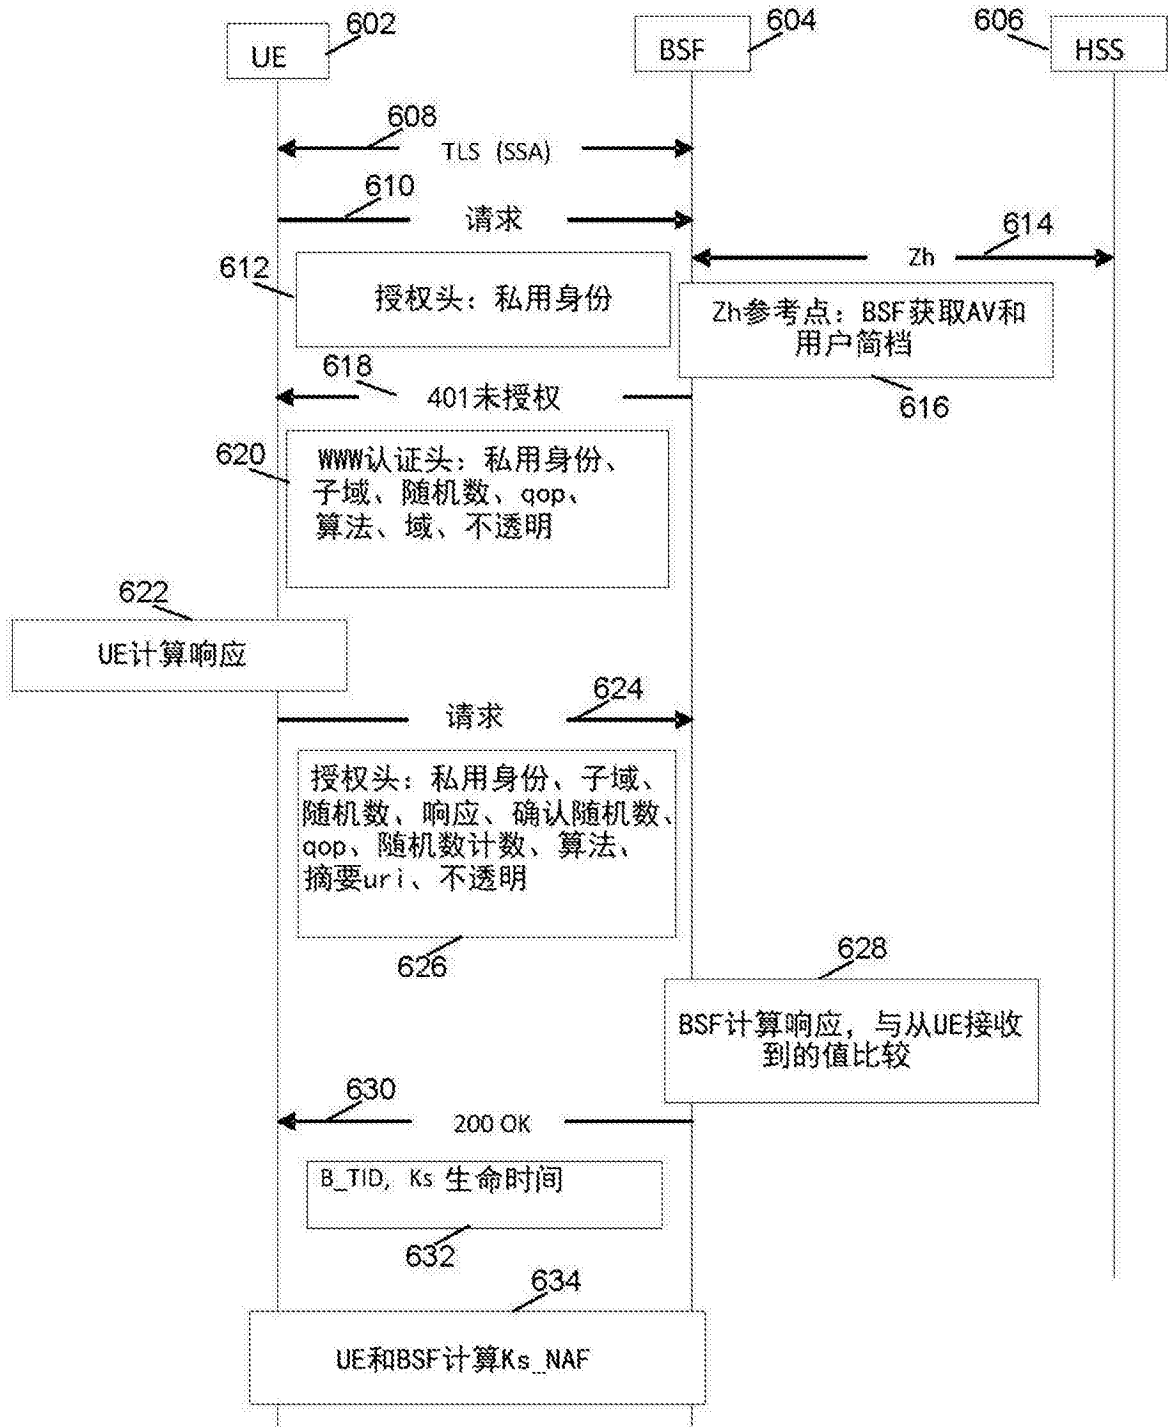 602
604
606
UE
BSF
HSS
608
TLS (SSA)
610
请求
614
Zh
612
授权头：私用身份
Zh参考点：BSF获取AV和
用户简档
616
618
401未授权
620
WWW认证头：私用身份、
子域、随机数、qop、
算法、域、不透明
622
UE计算响应
624
请求
授权头：私用身份、子域、
随机数、响应、确认随机数、
qop、随机数计数、算法、
摘要uri、不透明
626
628
BSF计算响应，与从UE接收
到的值比较
630
200 OK
B_TID, Ks 生命时间
632
634
UE和BSF计算Ks_NAF